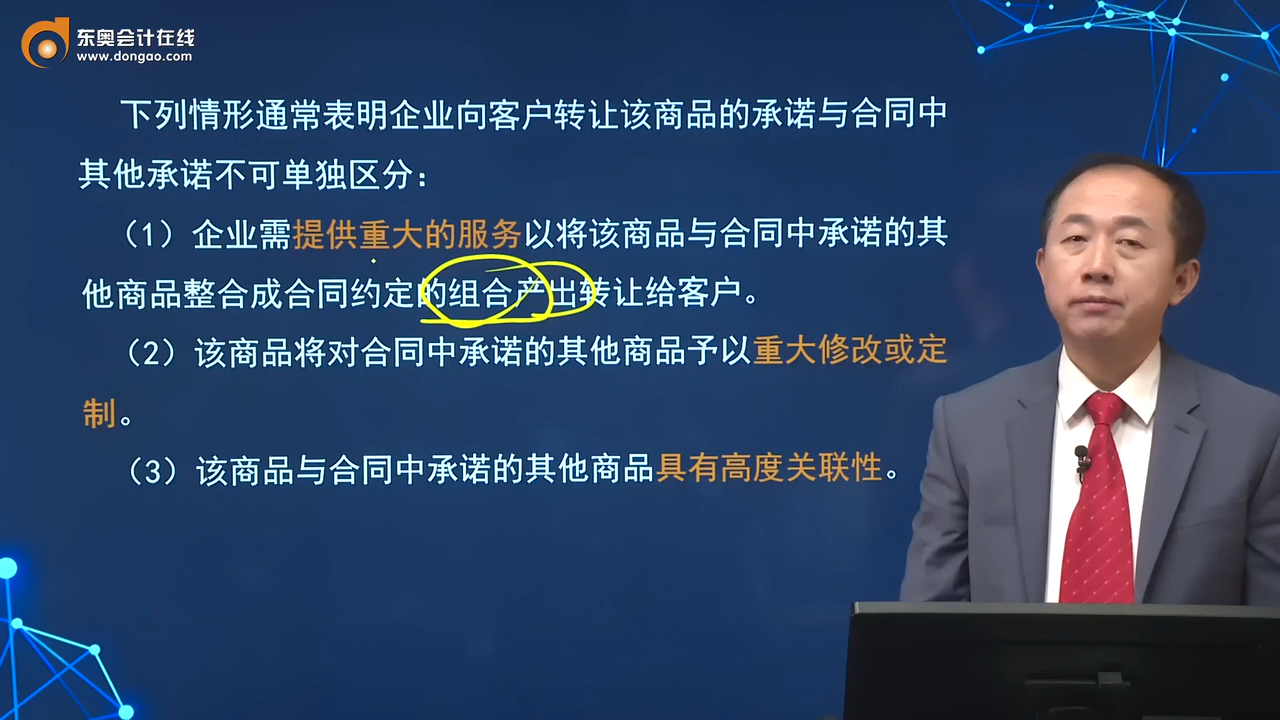 东奥会计在线
www.dongao.com
下列情形通常表明企业向客户转让该商品的承诺与合同中
其他承诺不可单独区分：
（1）企业需提供重大的服务以将该商品与合同中承诺的其
他商品整合成合同约定的组合产出转让给客户。
（2）该商品将对合同中承诺的其他商品予以重大修改或定
制。
（3）该商品与合同中承诺的其他商品具有高度关联性。